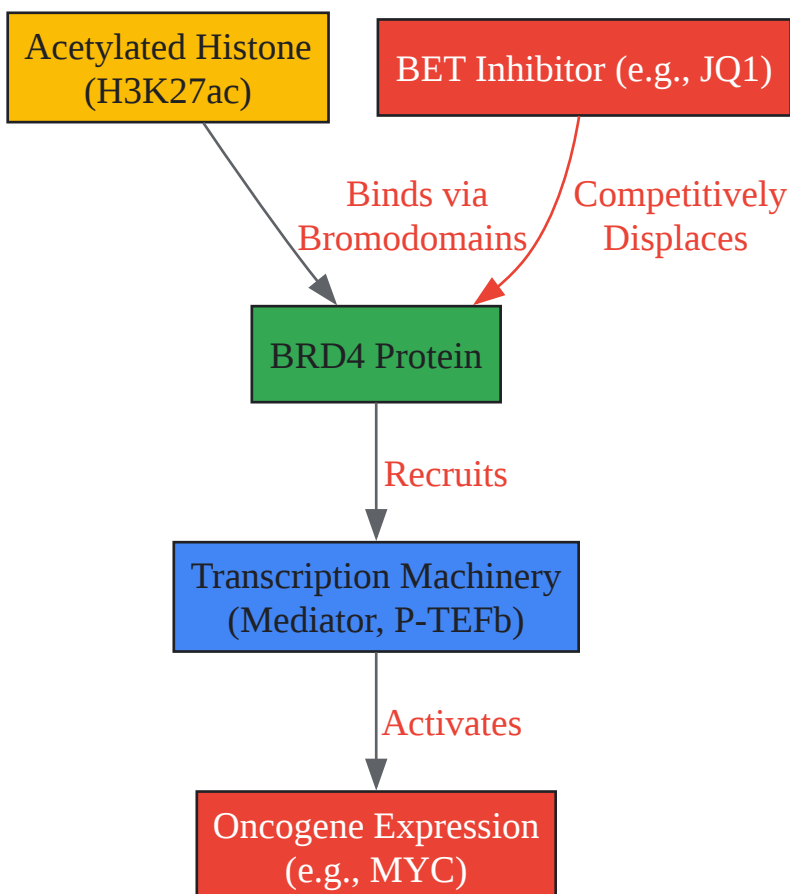 Acetylated Histone
(H3K27ac)
BET Inhibitor (e.g., JQ1)
Binds via
Bromodomains
Competitively
Displaces
BRD4 Protein
Recruits
Transcription Machinery
(Mediator, P-TEFb)
Activates
Oncogene Expression
(e.g., MYC)